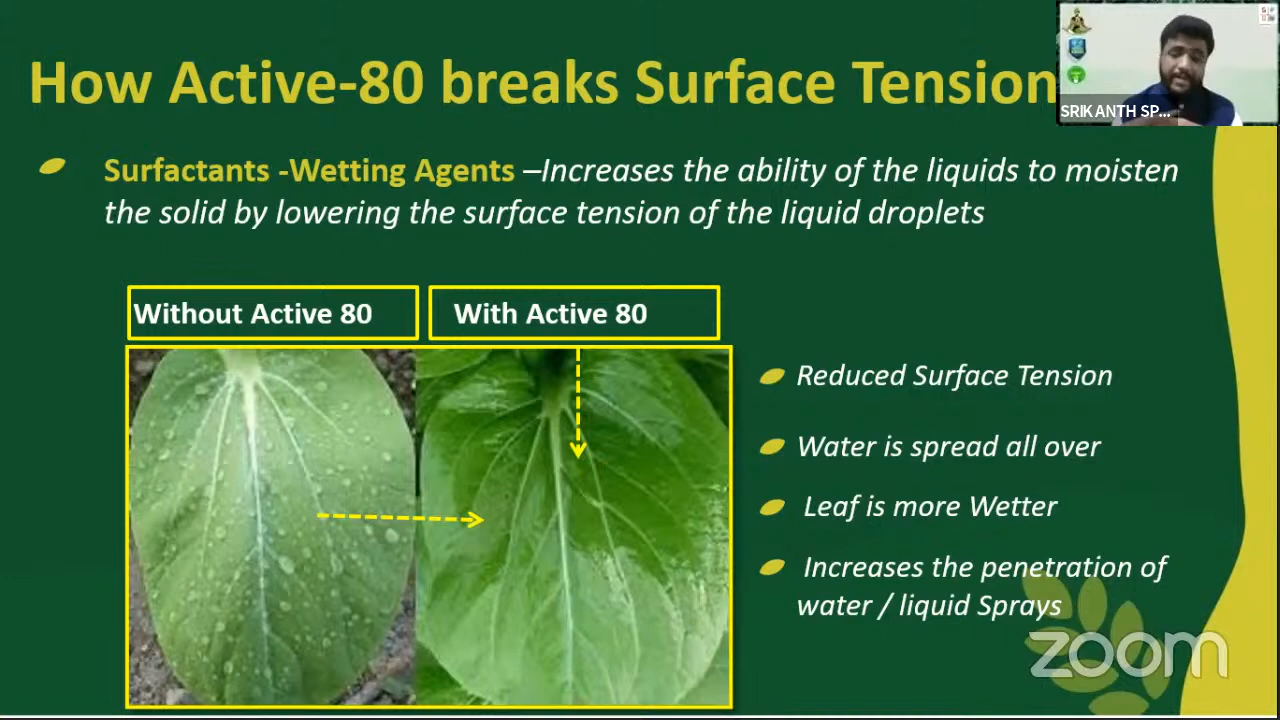 How Active-80 breaks Surface Tension
SRIKANTH SP...
Surfactants -Wetting Agents –Increases the ability of the liquids to moisten
the solid by lowering the surface tension of the liquid droplets
Without Active 80
With Active 80
Reduced Surface Tension
Water is spread all over
Leaf is more Wetter
Increases the penetration of
water / liquid Sprays
zoom